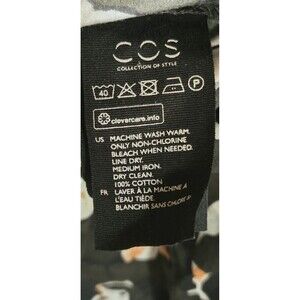 COS
COLLECTION OF STYLE
40 P
clevercare.info
US MACHINE WASH WARM.
ONLY NON-CHLORINE
BLEACH WHEN NEEDED.
LINE DRY.
MEDIUM IRON.
DRY CLEAN.
100% COTTON
FR LAVER À LA MACHINE À
L'EAU TIÈDE
BLANCHIR SANS CHLORE